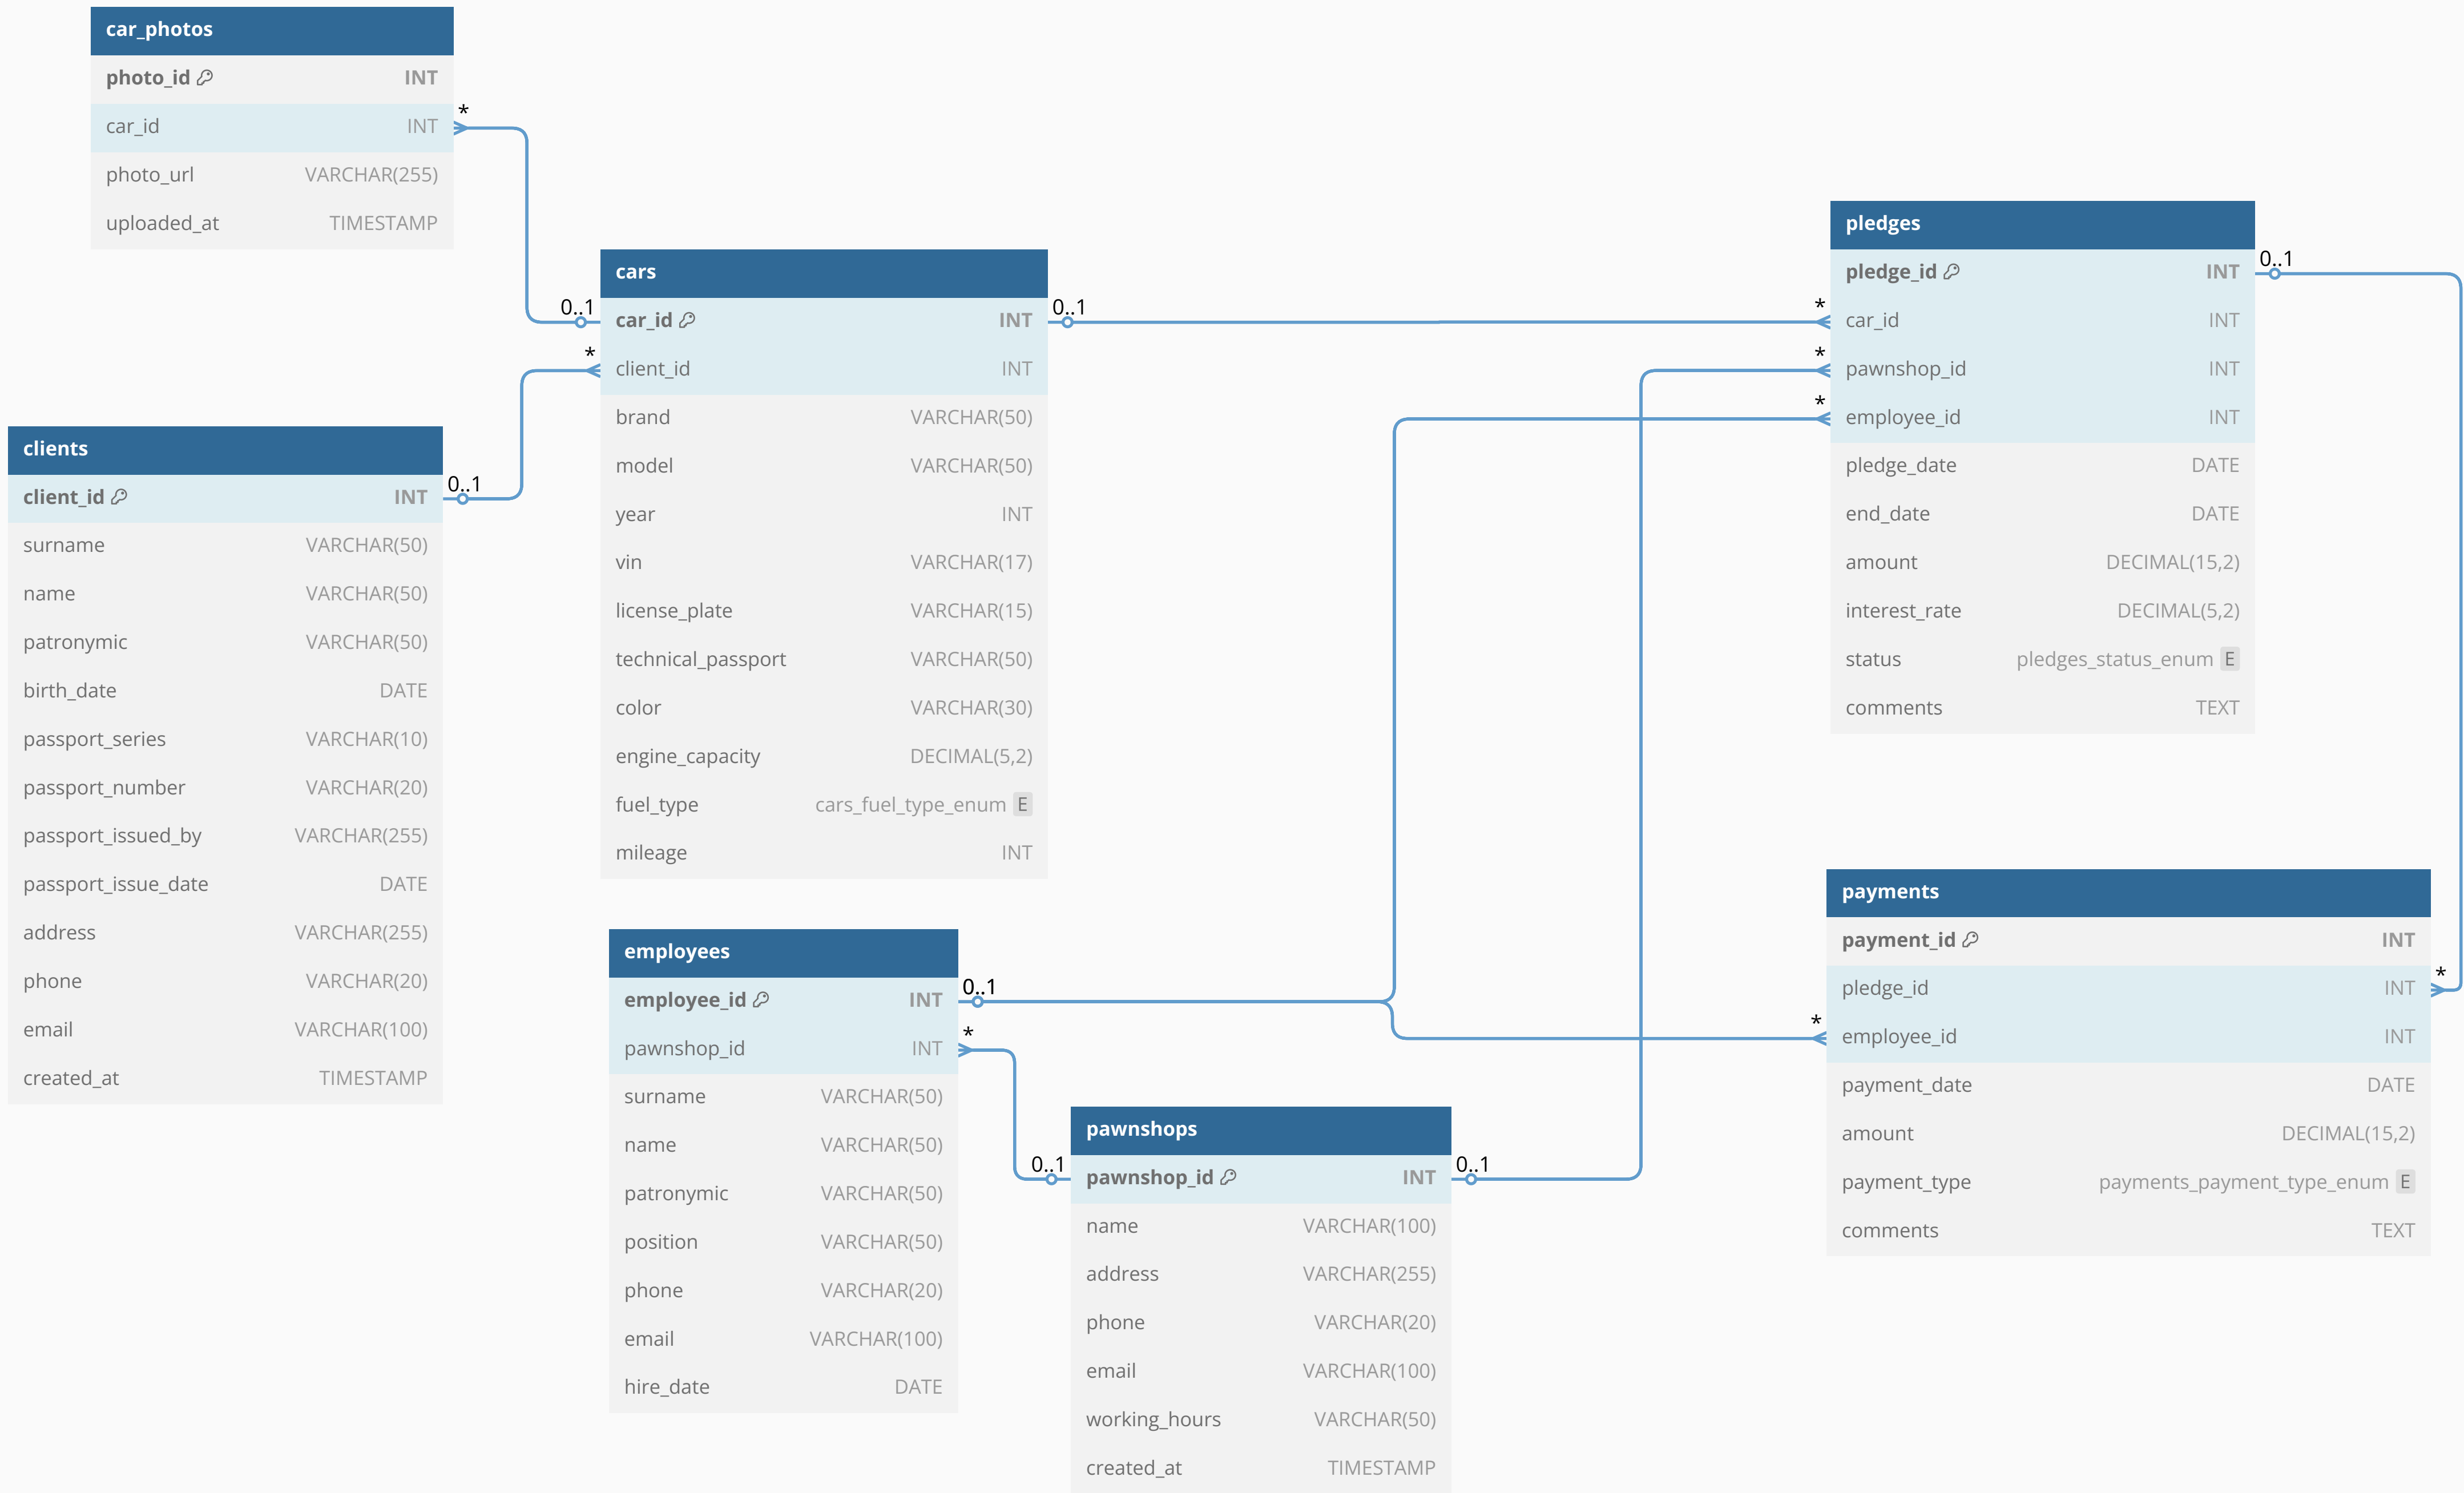 car_photos
photo_id INT
car_id INT
photo_url VARCHAR(255)
uploaded_at TIMESTAMP
*
0..1
cars
car_id INT
client_id INT
brand VARCHAR(50)
model VARCHAR(50)
year INT
vin VARCHAR(17)
license_plate VARCHAR(15)
technical_passport VARCHAR(50)
color VARCHAR(30)
engine_capacity DECIMAL(5,2)
fuel_type cars_fuel_type_enum E
mileage INT
*
0..1
clients
client_id INT
surname VARCHAR(50)
name VARCHAR(50)
patronymic VARCHAR(50)
birth_date DATE
passport_series VARCHAR(10)
passport_number VARCHAR(20)
passport_issued_by VARCHAR(255)
passport_issue_date DATE
address VARCHAR(255)
phone VARCHAR(20)
email VARCHAR(100)
created_at TIMESTAMP
0..1
employees
employee_id INT
pawnshop_id INT
surname VARCHAR(50)
name VARCHAR(50)
patronymic VARCHAR(50)
position VARCHAR(50)
phone VARCHAR(20)
email VARCHAR(100)
hire_date DATE
0..1
*
0..1
pawnshops
pawnshop_id INT
name VARCHAR(100)
address VARCHAR(255)
phone VARCHAR(20)
email VARCHAR(100)
working_hours VARCHAR(50)
created_at TIMESTAMP
0..1
pledges
pledge_id INT
car_id INT
pawnshop_id INT
employee_id INT
pledge_date DATE
end_date DATE
amount DECIMAL(15,2)
interest_rate DECIMAL(5,2)
status pledges_status_enum E
comments TEXT
0..1
*
*
*
payments
payment_id INT
pledge_id INT
employee_id INT
payment_date DATE
amount DECIMAL(15,2)
payment_type payments_payment_type_enum E
comments TEXT
*
*